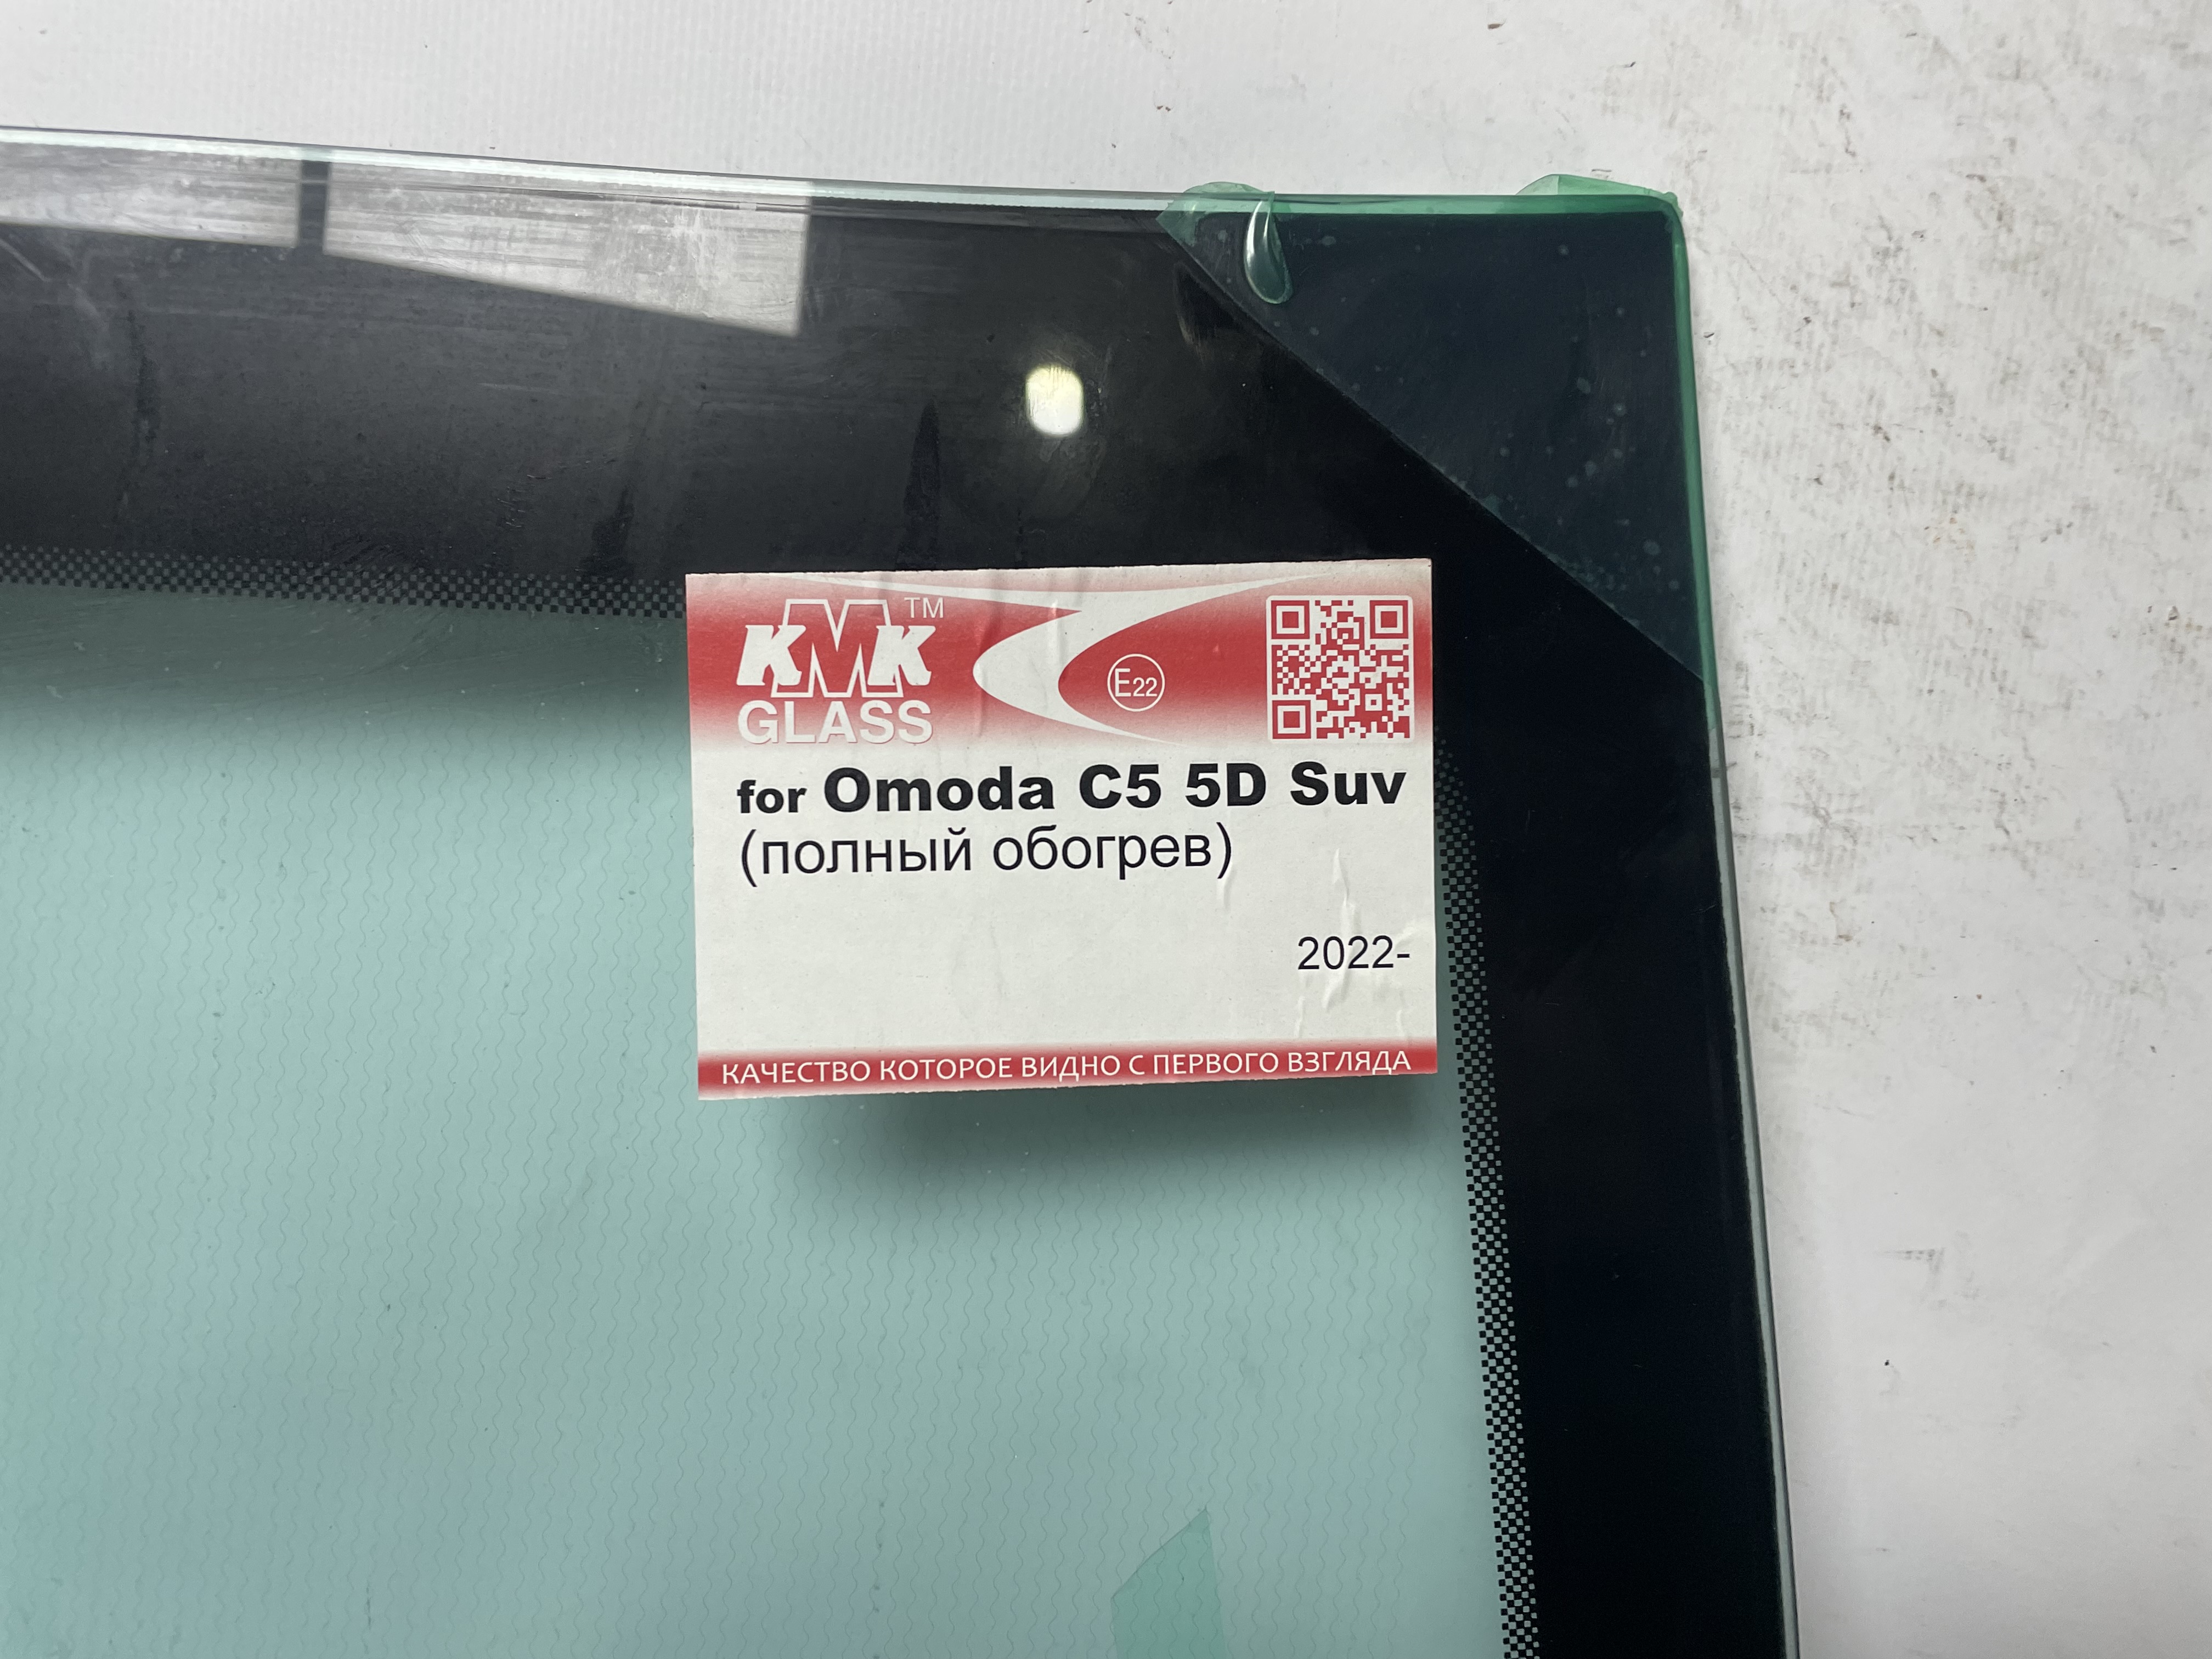 KMK™
GLASS
E22
for Omoda C5 5D Suv
(полный обогрев)
2022-
КАЧЕСТВО КОТОРОЕ ВИДНО С ПЕРВОГО ВЗГЛЯДА